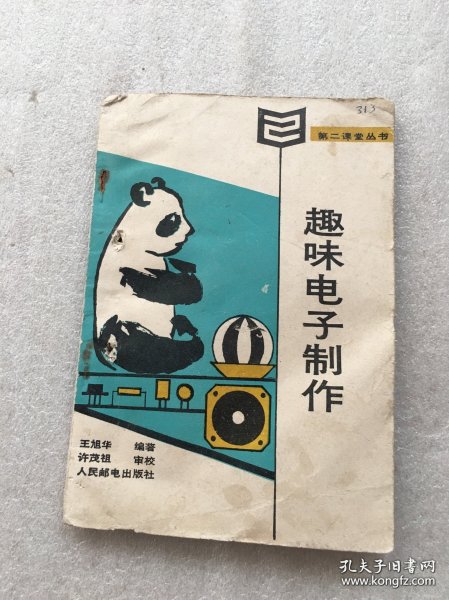 313
第二课堂丛书
趣味电子制作
王旭华 编著
许茂祖 审校
人民邮电出版社
孔夫子旧书网
www.kongfz.com